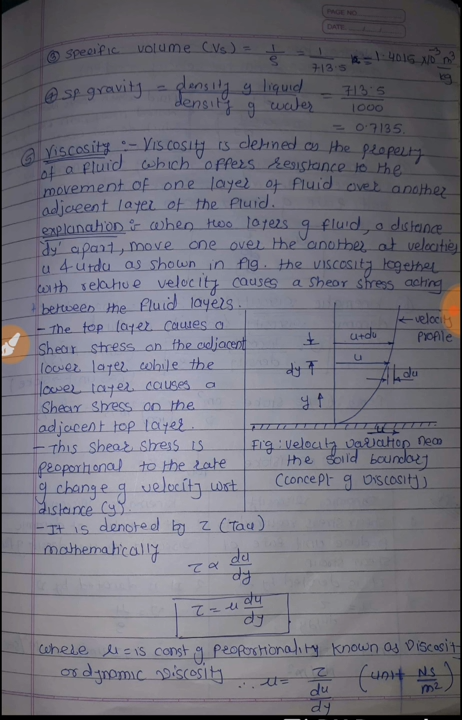 PAGE NO.
DATE
③ specific volume (Vs) = 1/ρ = 1/713.5 = 1.4015 x10⁻³ m³/kg
④ sp. gravity = density of liquid / density of water = 713.5 / 1000
= 0.7135
⑤ Viscosity :- Viscosity is defined as the property
of a fluid which offers resistance to the
movement of one layer of fluid over another
adjacent layer of the fluid.
explanation :- when two layers of fluid, a distance
'dy' apart, move one over the another at velocities
u & u+du as shown in fig. the viscosity together
with relative velocity causes a shear stress acting
between the fluid layers.
- The top layer causes a
shear stress on the adjacent
lower layer while the
lower layer causes a
shear stress on the
adjacent top layer.
- This shear stress is
proportional to the rate
of change of velocity wrt
distance (y).
velocity
profile
u+du
u
dy
du
y
u
Fig: velocity variation near
the solid boundary
(concept of viscosity)
- It is denoted by τ (Tau)
mathematically
τ ∝ du/dy
τ = μ du/dy
where μ = is const of proportionality known as viscosity
or dynamic viscosity ∴ μ = τ / (du/dy) (unit Ns/m²)